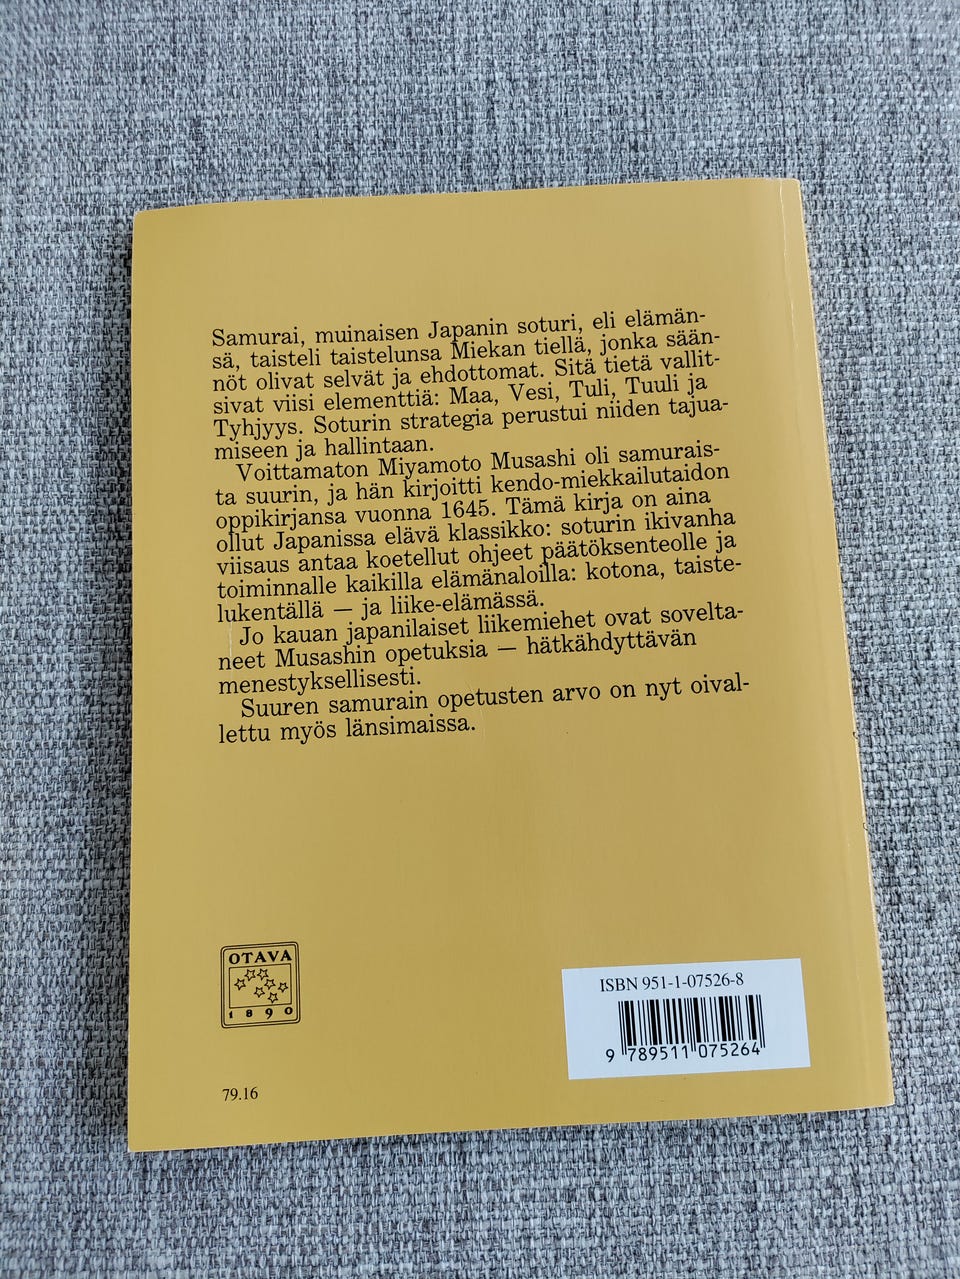 Samurai, muinaisen Japanin soturi, eli elämän-
sä, taisteli taistelunsa Miekan tiellä, jonka sään-
nöt olivat selvät ja ehdottomat. Sitä tietä vallit-
sivat viisi elementtiä: Maa, Vesi, Tuli, Tuuli ja
Tyhjyys. Soturin strategia perustui niiden tajua-
miseen ja hallintaan.
Voittamaton Miyamoto Musashi oli samurais-
ta suurin, ja hän kirjoitti kendo-miekkailutaidon
oppikirjansa vuonna 1645. Tämä kirja on aina
ollut Japanissa elävä klassikko: soturin ikivanha
viisaus antaa koetellut ohjeet päätöksenteolle ja
toiminnalle kaikilla elämänaloilla: kotona, taiste-
lukentällä — ja liike-elämässä.
Jo kauan japanilaiset liikemiehet ovat sovelta-
neet Musashin opetuksia — hätkähdyttävän
menestyksellisesti.
Suuren samurain opetusten arvo on nyt oival-
lettu myös länsimaissa.
OTAVA
1890
ISBN 951-1-07526-8
9 789511 075264
79.16